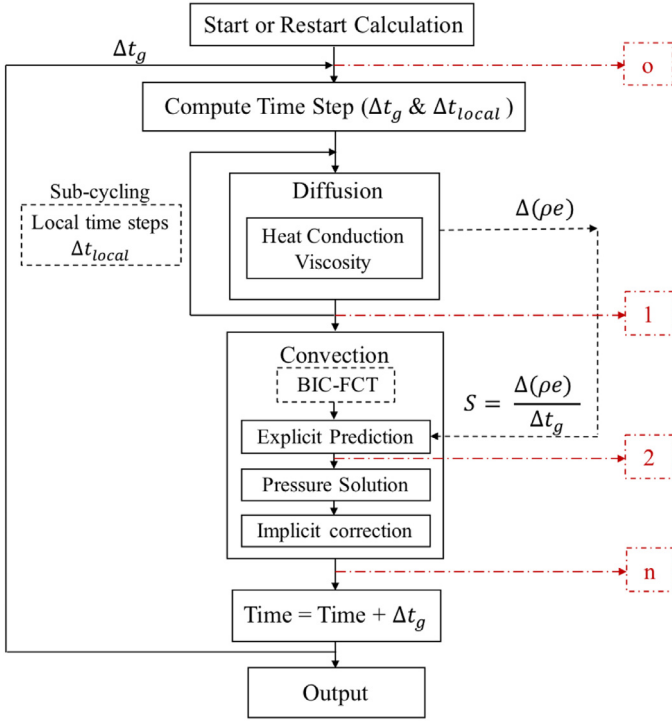 Start or Restart Calculation
Δt_g
o
Compute Time Step (Δt_g & Δt_local )
Sub-cycling
Local time steps
Δt_local
Diffusion
Heat Conduction
Viscosity
Δ(ρe)
1
Convection
BIC-FCT
S = Δ(ρe) / Δt_g
Explicit Prediction
2
Pressure Solution
Implicit correction
n
Time = Time + Δt_g
Output